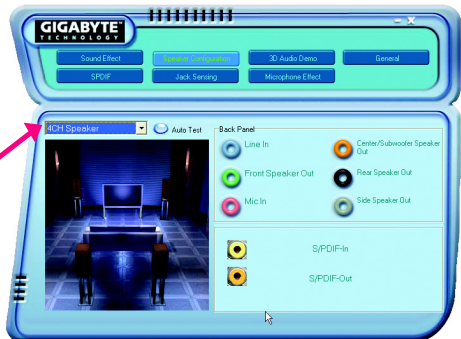 GIGABYTE™
TECHNOLOGY
Sound Effect
Speaker Configuration
3D Audio Demo
General
SPDIF
Jack Sensing
Microphone Effect
4CH Speaker
Auto Test
Back Panel
Line In
Center/Subwoofer Speaker
Out
Front Speaker Out
Rear Speaker Out
Mic In
Side Speaker Out
S/PDIF-In
S/PDIF-Out